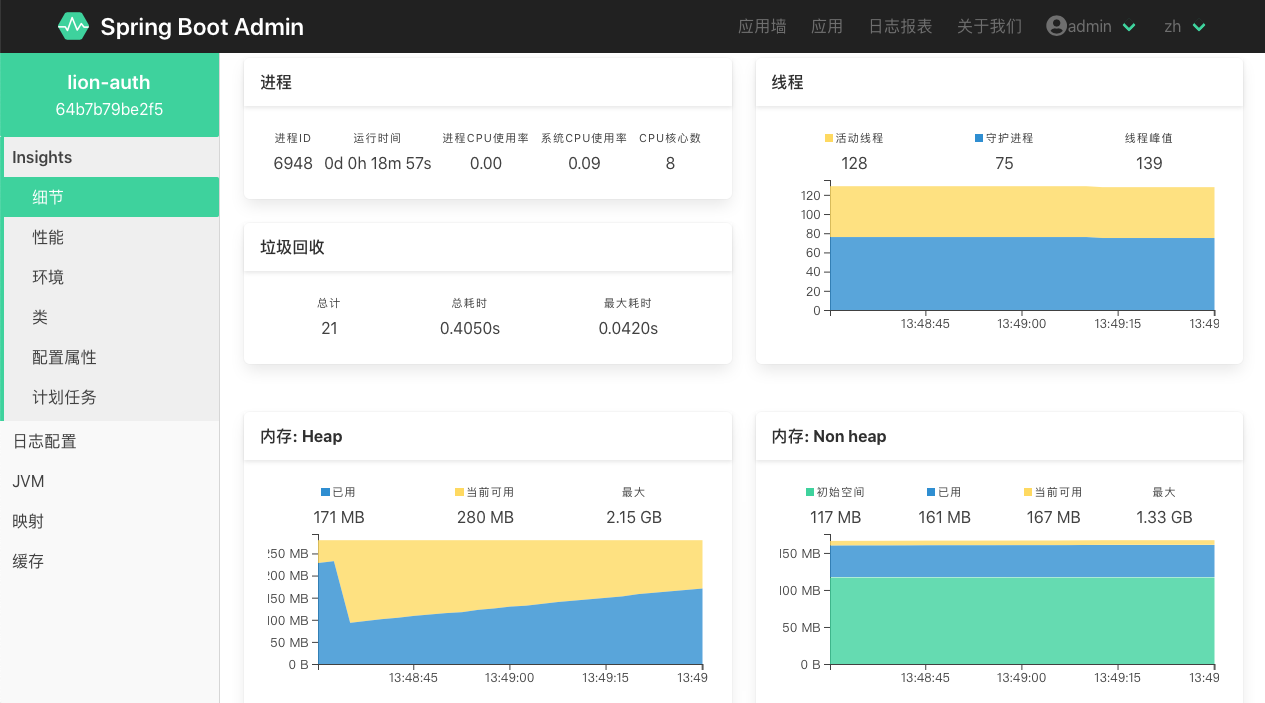 Spring Boot Admin
应用墙 应用 日志报表 关于我们 admin zh
lion-auth
64b7b79be2f5
Insights
细节
性能
环境
类
配置属性
计划任务
日志配置
JVM
映射
缓存
进程
进程ID 运行时间 进程CPU使用率 系统CPU使用率 CPU核心数
6948 0d 0h 18m 57s 0.00 0.09 8
垃圾回收
总计 总耗时 最大耗时
21 0.4050s 0.0420s
线程
活动线程 守护进程 线程峰值
128 75 139
120
100
80
60
40
20
0
13:48:45 13:49:00 13:49:15 13:49
内存: Heap
已用 当前可用 最大
171 MB 280 MB 2.15 GB
250 MB
200 MB
150 MB
100 MB
50 MB
0 B
13:48:45 13:49:00 13:49:15 13:49
内存: Non heap
初始空间 已用 当前可用 最大
117 MB 161 MB 167 MB 1.33 GB
150 MB
100 MB
50 MB
0 B
13:48:45 13:49:00 13:49:15 13:49